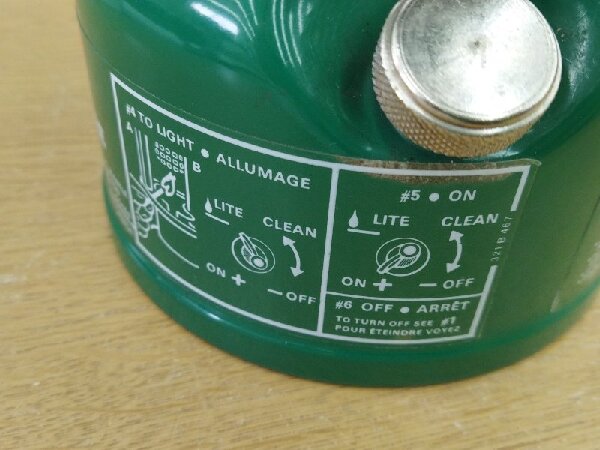 #4 TO LIGHT • ALLUMAGE
A
B
LITE
CLEAN
ON +
– OFF
#5 • ON
LITE
CLEAN
ON +
– OFF
#6 OFF • ARRÊT
TO TURN OFF SEE #1
POUR ÉTEINDRE VOYEZ